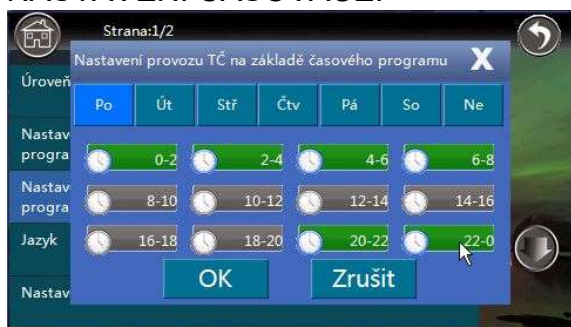 Strana:1/2
Nastavení provozu TČ na základě časového programu X
Úroveň
Po Út Stř Čtv Pá So Ne
Nastav
progra
0-2 2-4 4-6 6-8
Nastav
progra
8-10 10-12 12-14 14-16
Jazyk
16-18 18-20 20-22 22-0
OK Zrušit
Nastav